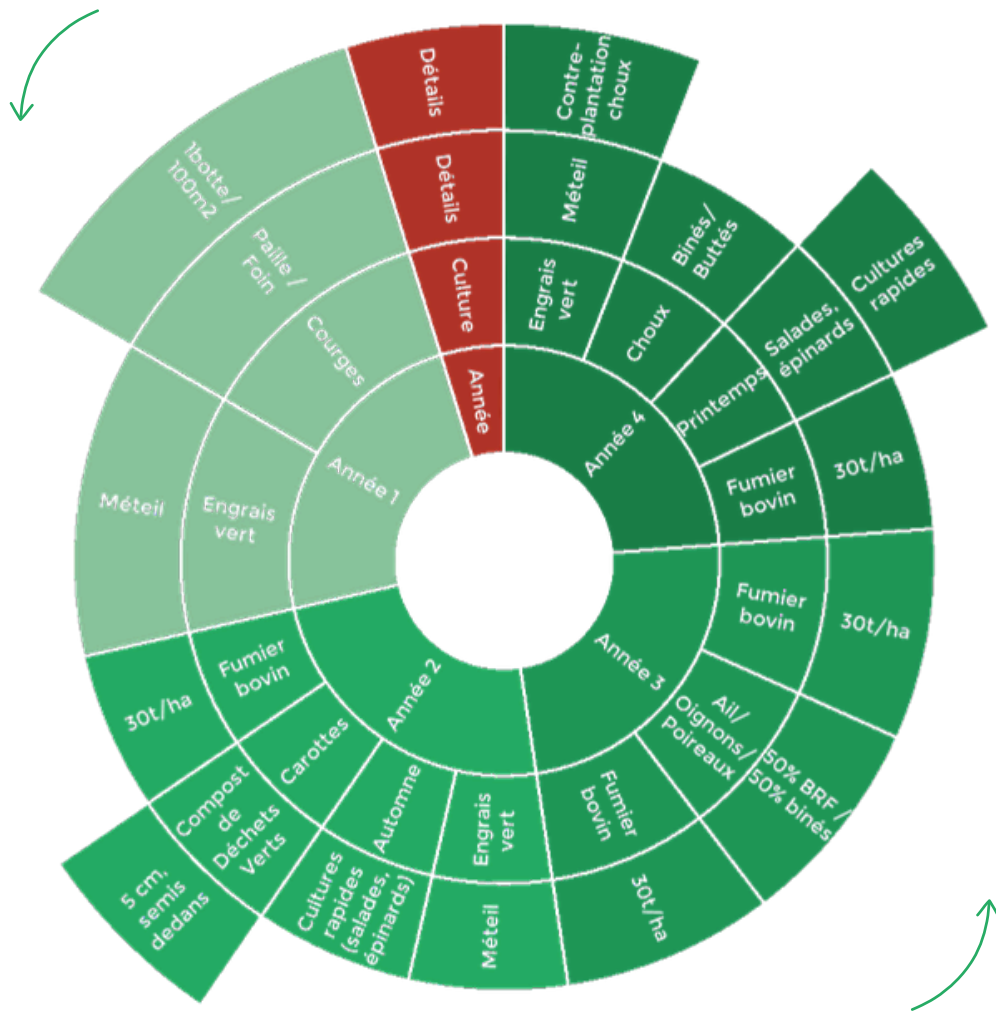 Détails
Détails
Culture
Année
1botte/
100m2
Paille /
Foin
Courges
Année 1
Méteil
Engrais
vert
30t/ha
Fumier
bovin
Année 2
Carottes
Compost
de
Déchets
Verts
5 cm,
semis
dedans
Automne
Cultures
rapides
(salades,
épinards)
Engrais
vert
Méteil
Année 3
Fumier
bovin
30t/ha
Ail/
Oignons/
Poireaux
50% BRF /
50% binés
Fumier
bovin
30t/ha
Année 4
Fumier
bovin
30t/ha
Printemps
Salades,
épinards
Cultures
rapides
Choux
Binés/
Buttés
Engrais
vert
Méteil
Contre-
plantation
choux